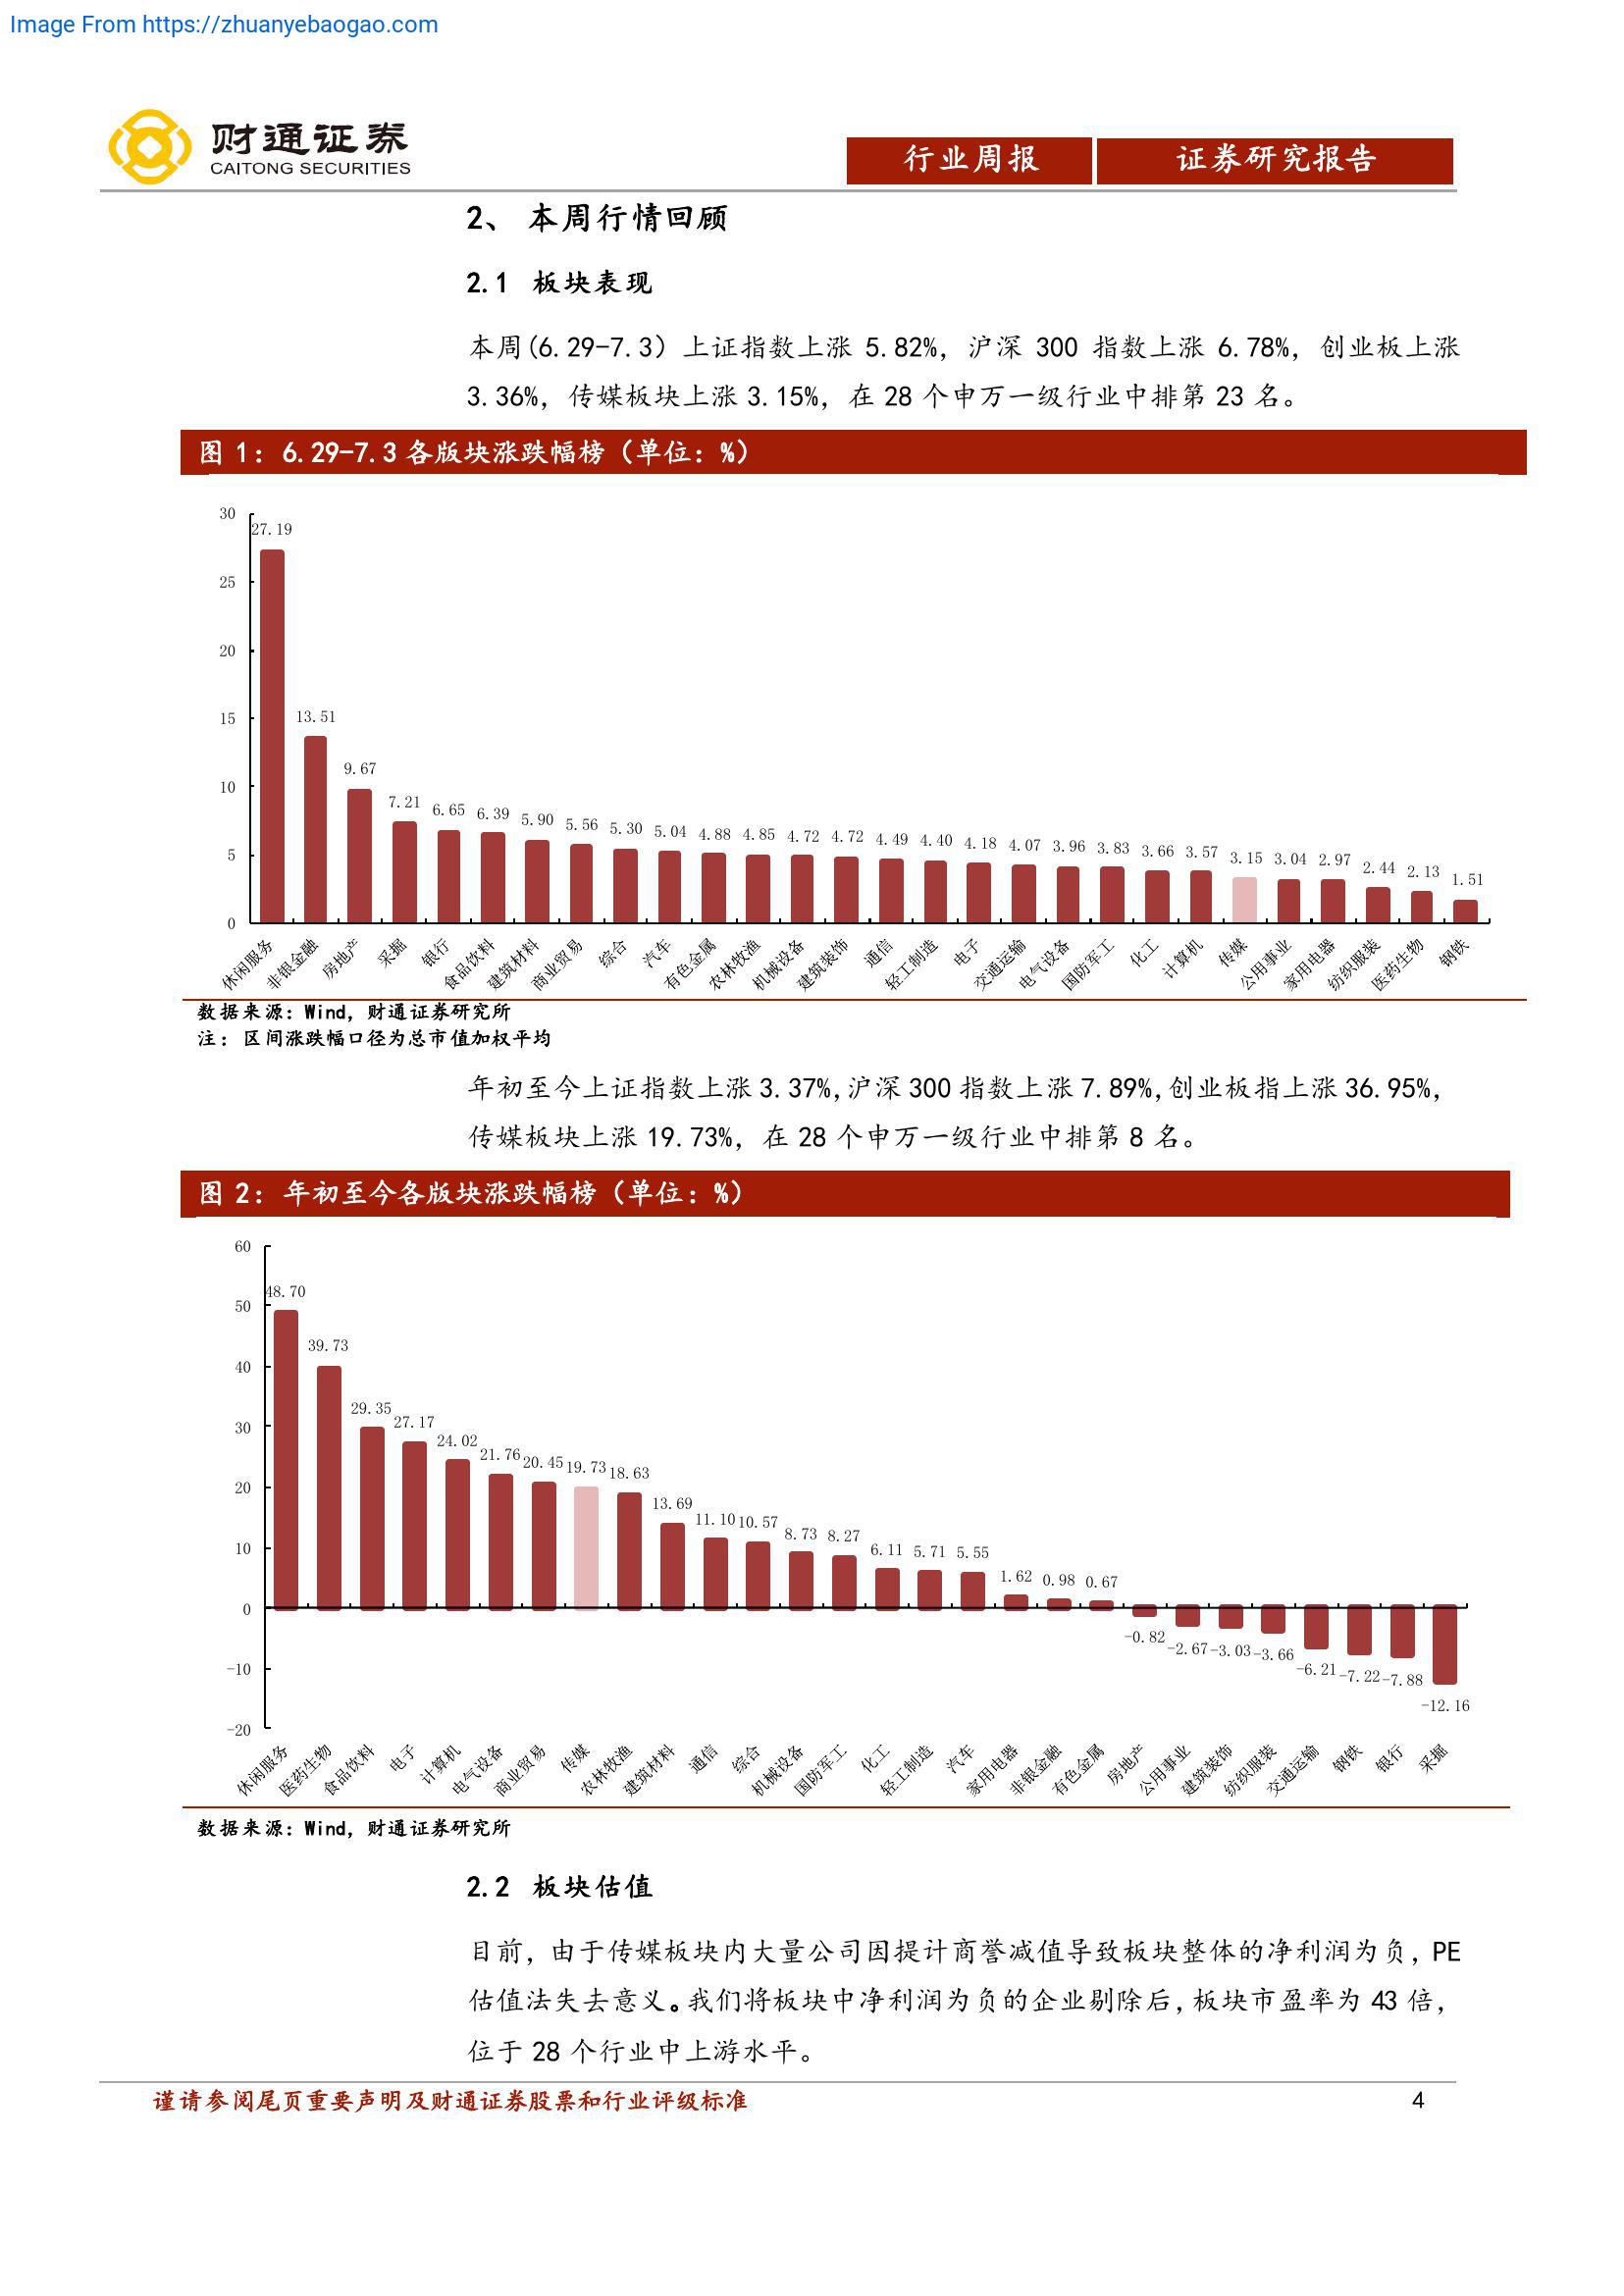 Image From https://zhuanyebaogao.com
财通证券
CAITONG SECURITIES
行业周报
证券研究报告
2、 本周行情回顾
2.1 板块表现
本周(6.29-7.3) 上证指数上涨 5.82%, 沪深 300 指数上涨 6.78%, 创业板上涨
3.36%, 传媒板块上涨 3.15%, 在 28 个申万一级行业中排第 23 名。
图 1: 6.29-7.3 各版块涨跌幅榜（单位: %）
30
25
20
15
10
5
0
27.19 13.51 9.67 7.21 6.65 6.39 5.90 5.56 5.30 5.04 4.88 4.85 4.72 4.72 4.49 4.40 4.18 4.07 3.96 3.83 3.66 3.57 3.15 3.04 2.97 2.44 2.13 1.51
休闲服务 非银金融 房地产 采掘 银行 食品饮料 建筑材料 商业贸易 综合 汽车 有色金属 农林牧渔 机械设备 建筑装饰 通信 轻工制造 电子 交通运输 电气设备 国防军工 化工 计算机 传媒 公用事业 家用电器 纺织服装 医药生物 钢铁
数据来源: Wind, 财通证券研究所
注: 区间涨跌幅口径为总市值加权平均
年初至今上证指数上涨 3.37%,沪深 300 指数上涨 7.89%,创业板指上涨 36.95%,
传媒板块上涨 19.73%, 在 28 个申万一级行业中排第 8 名。
图 2: 年初至今各版块涨跌幅榜（单位: %）
60
50
40
30
20
10
0
-10
-20
48.70 39.73 29.35 27.17 24.02 21.76 20.45 19.73 18.63 13.69 11.10 10.57 8.73 8.27 6.11 5.71 5.55 1.62 0.98 0.67 -0.82 -2.67 -3.03 -3.66 -6.21 -7.22 -7.88 -12.16
休闲服务 医药生物 食品饮料 电子 计算机 电气设备 商业贸易 传媒 农林牧渔 建筑材料 通信 综合 机械设备 国防军工 化工 轻工制造 汽车 家用电器 非银金融 有色金属 房地产 公用事业 建筑装饰 纺织服装 交通运输 钢铁 银行 采掘
数据来源: Wind, 财通证券研究所
2.2 板块估值
目前, 由于传媒板块内大量公司因提计商誉减值导致板块整体的净利润为负, PE
估值法失去意义。我们将板块中净利润为负的企业剔除后, 板块市盈率为 43 倍,
位于 28 个行业中上游水平。
谨请参阅尾页重要声明及财通证券股票和行业评级标准
4